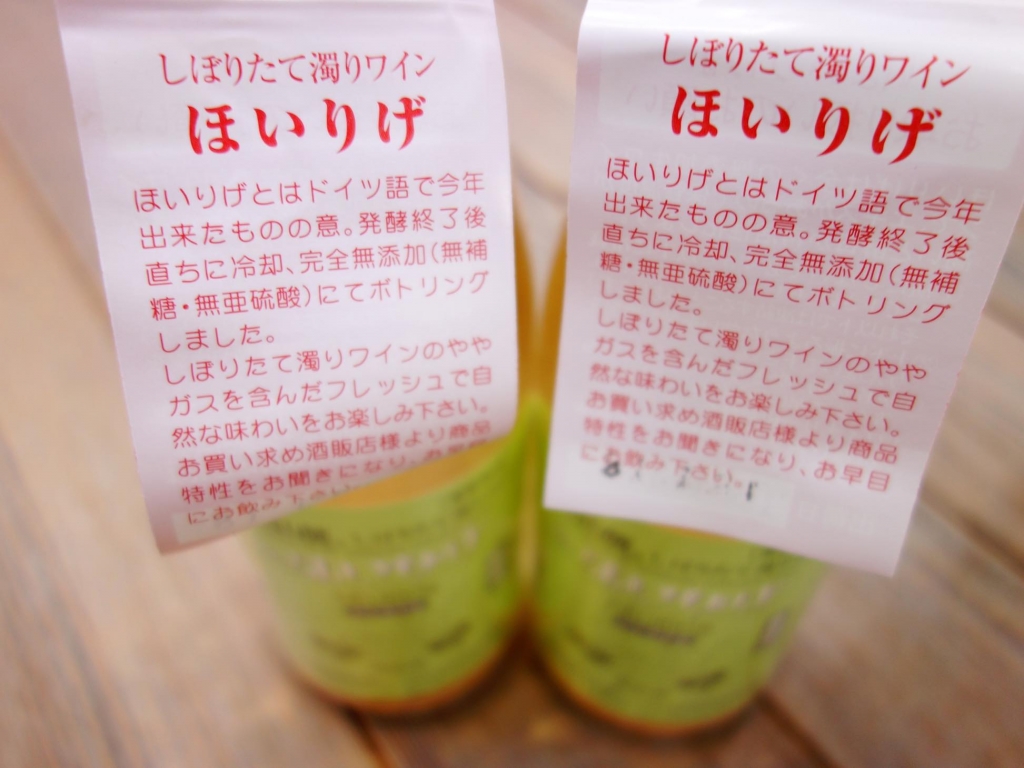 しぼりたて濁りワイン
ほいりげ
ほいりげとはドイツ語で今年
出来たものの意。発酵終了後
直ちに冷却、完全無添加(無補
糖・無亜硫酸)にてボトリング
しました。
しぼりたて濁りワインのやや
ガスを含んだフレッシュで自
然な味わいをお楽しみ下さい。
お買い求め酒販店様より商品
特性をお聞きになり、お早目
にお飲み下さい。
しぼりたて濁りワイン
ほいりげ
ほいりげとはドイツ語で今年
出来たものの意。発酵終了後
直ちに冷却、完全無添加(無補
糖・無亜硫酸)にてボトリング
しました。
しぼりたて濁りワインのやや
ガスを含んだフレッシュで自
然な味わいをお楽しみ下さい。
お買い求め酒販店様より商品
特性をお聞きになり、お早目
にお飲み下さい。